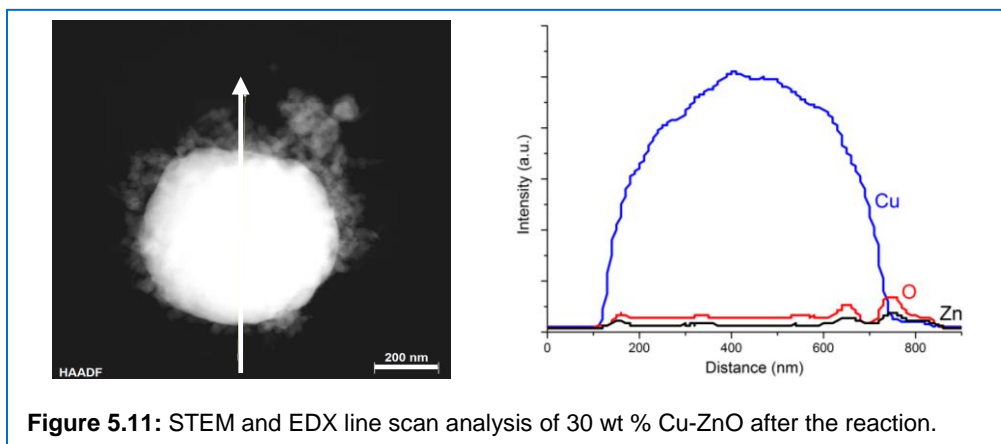 HAADF
200 nm
Intensity (a.u.)
Cu
O
Zn
0 200 400 600 800
Distance (nm)
Figure 5.11: STEM and EDX line scan analysis of 30 wt % Cu-ZnO after the reaction.